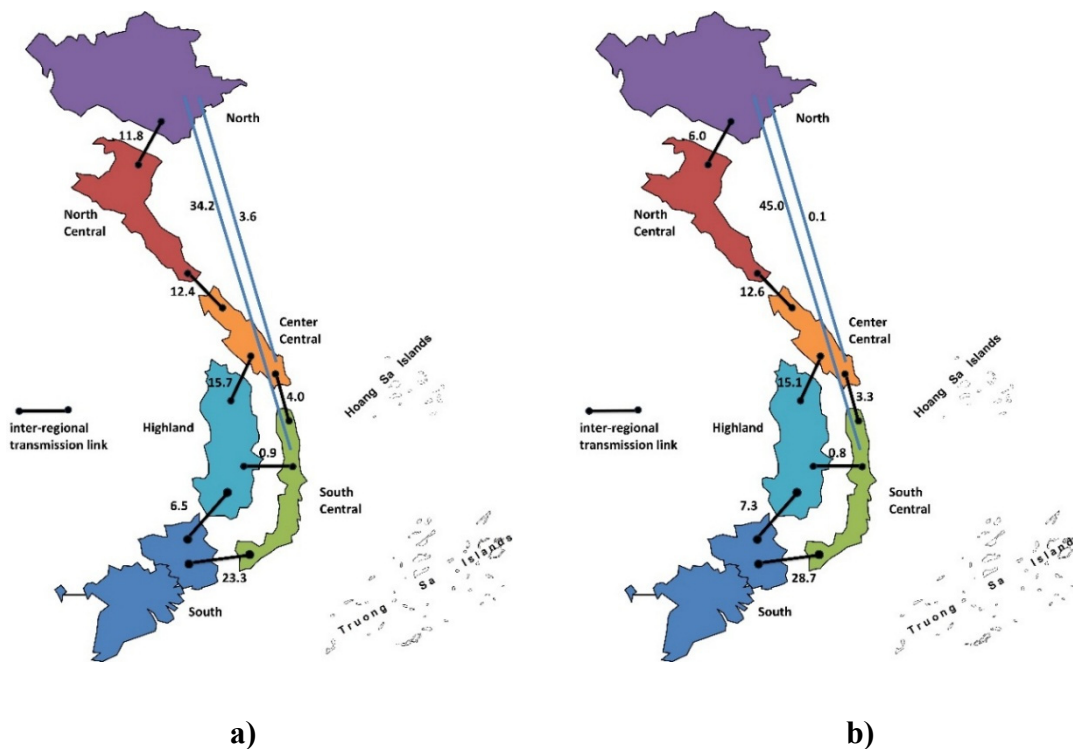 North
11.8
34.2
3.6
North
Central
12.4
Center
Central
15.7
4.0
Hoang Sa Islands
inter-regional
transmission link
Highland
0.9
6.5
South
Central
23.3
South
Truong Sa Islands
a)
North
6.0
45.0
0.1
North
Central
12.6
Center
Central
15.1
3.3
Hoang Sa Islands
inter-regional
transmission link
Highland
0.8
7.3
South
Central
28.7
South
Truong Sa Islands
b)